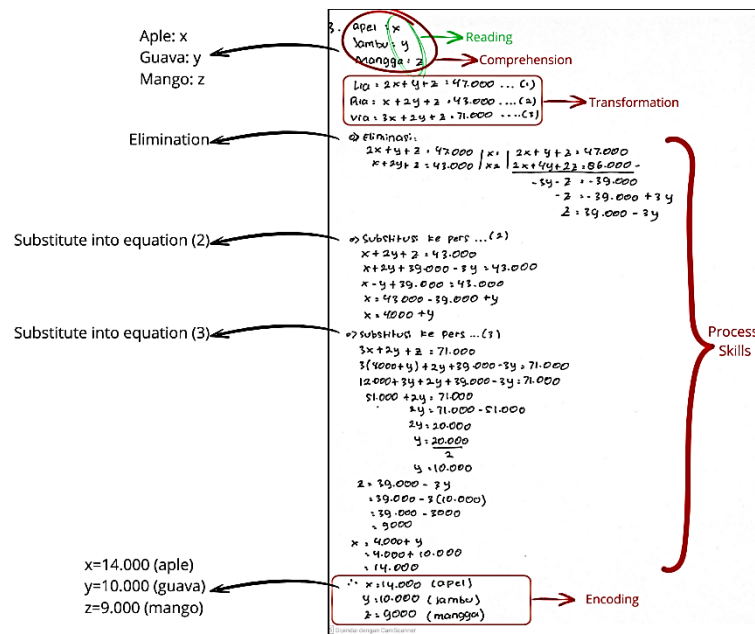 3. apel : x
Jambu : y
Mangga : z
Reading
Comprehension
Aple: x
Guava: y
Mango: z
Lia = 2x + y + z = 47.000 ... (1)
Ria = x + 2y + z = 43.000 .... (2)
Via = 3x + 2y + z = 71.000 ....(3)
Transformation
Elimination
=> Eliminasi:
2x + y + z = 47.000 | x1 | 2x + y + z = 47.000
x + 2y + z = 43.000 | x2 | 2x + 4y + 2z = 86.000 -
-3y - z = -39.000
-z = -39.000 + 3y
z = 39.000 - 3y
Substitute into equation (2)
=> Substitusi ke pers ...(2)
x + 2y + z = 43.000
x + 2y + 39.000 - 3y = 43.000
x - y + 39.000 = 43.000
x = 43.000 - 39.000 + y
x = 4000 + y
Substitute into equation (3)
=> Substitusi ke pers ...(3)
3x + 2y + z = 71.000
3(4000 + y) + 2y + 39.000 - 3y = 71.000
12.000 + 3y + 2y + 39.000 - 3y = 71.000
51.000 + 2y = 71.000
2y = 71.000 - 51.000
2y = 20.000
y = 20.000
2
y = 10.000
z = 39.000 - 3y
= 39.000 - 3(10.000)
= 39.000 - 3000
= 9000
x = 4.000 + y
= 4.000 + 10.000
= 14.000
Process
Skills
x=14.000 (aple)
y=10.000 (guava)
z=9.000 (mango)
∴ x = 14.000 (apel)
y = 10.000 (Jambu)
z = 9000 (mangga)
Encoding
Dipindai dengan CamScanner